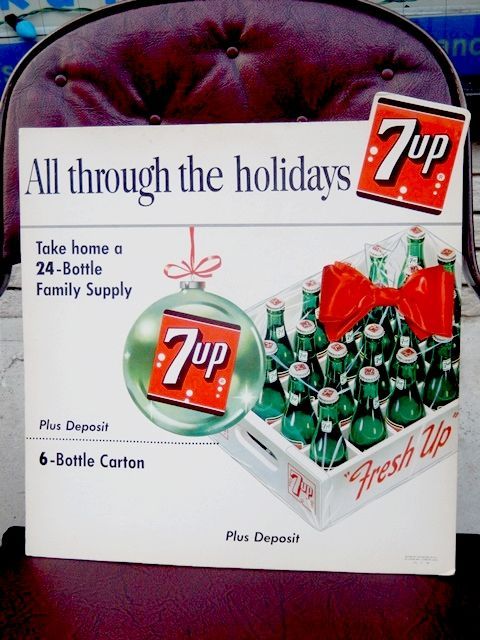 All through the holidays
7up
Take home a
24-Bottle
Family Supply
7up
Plus Deposit
6-Bottle Carton
"Fresh Up"
7up
Plus Deposit